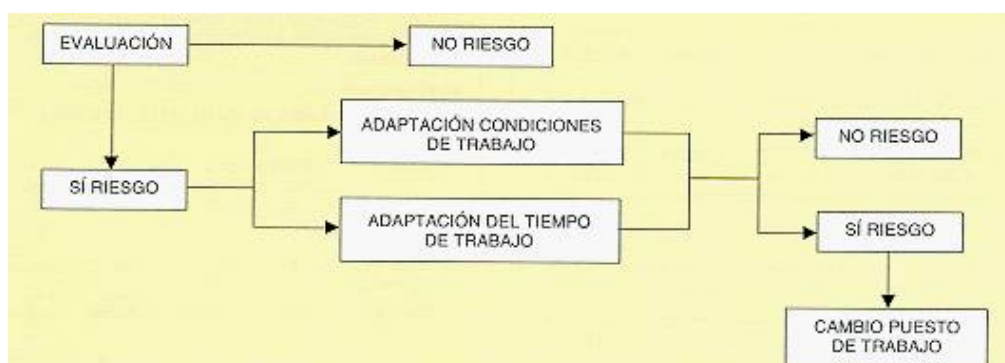 EVALUACIÓN
NO RIESGO
ADAPTACIÓN CONDICIONES
DE TRABAJO
NO RIESGO
SÍ RIESGO
ADAPTACIÓN DEL TIEMPO
DE TRABAJO
SÍ RIESGO
CAMBIO PUESTO
DE TRABAJO